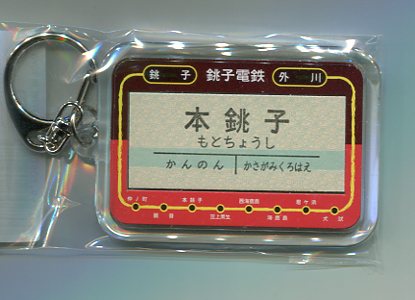 銚子 銚子電鉄 外川
本銚子
もとちょうし
かんのん かさがみくろはえ
仲ノ町 本銚子 西海鹿島 君ケ浜
観音 笠上黒生 海鹿島 犬吠